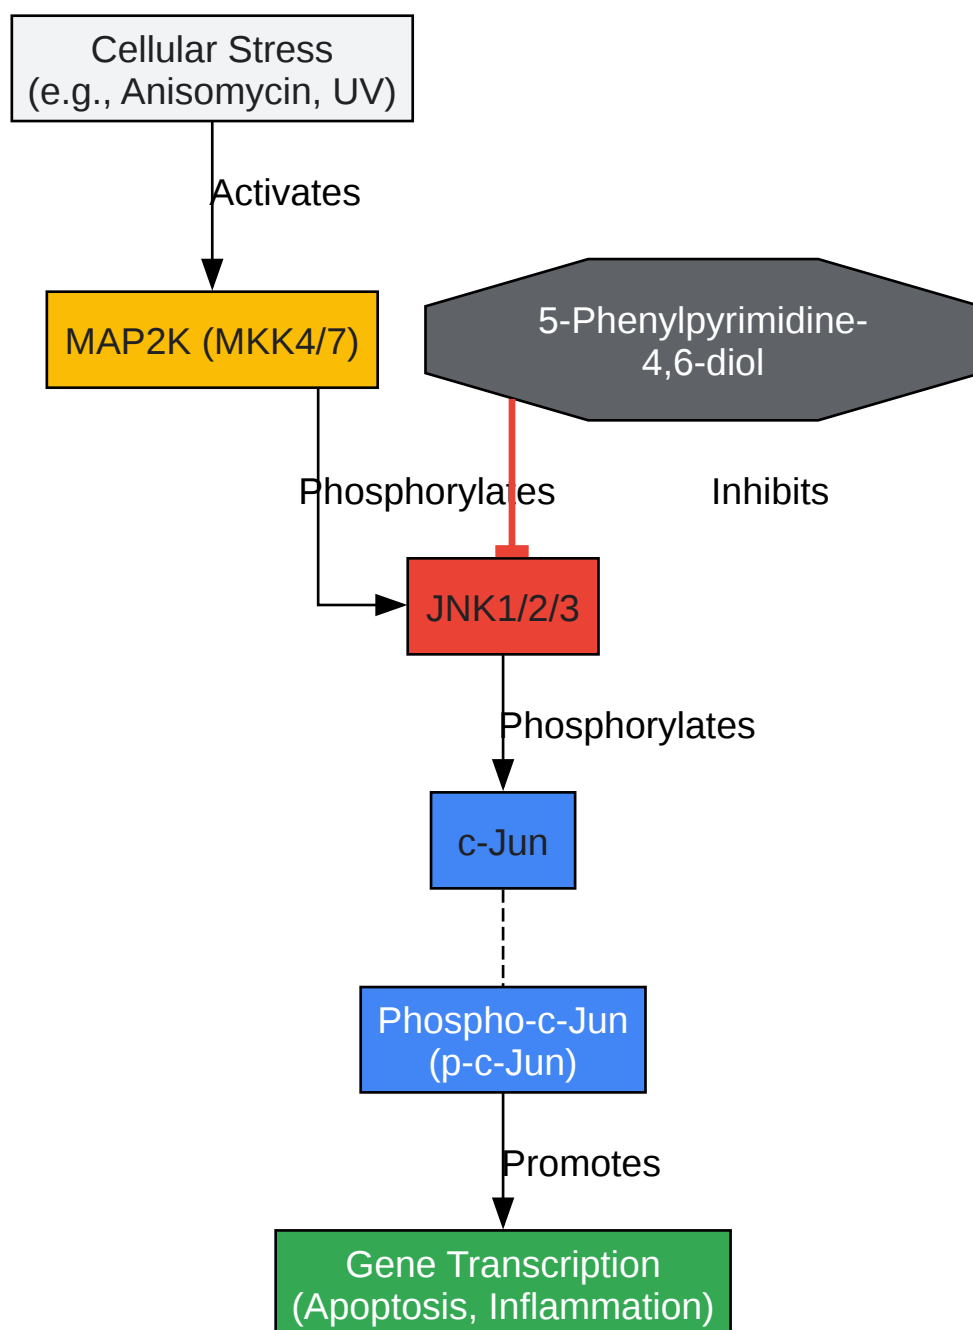 Cellular Stress
(e.g., Anisomycin, UV)
Activates
MAP2K (MKK4/7)
5-Phenylpyrimidine-
4,6-diol
Phosphorylates
Inhibits
JNK1/2/3
Phosphorylates
c-Jun
Phospho-c-Jun
(p-c-Jun)
Promotes
Gene Transcription
(Apoptosis, Inflammation)